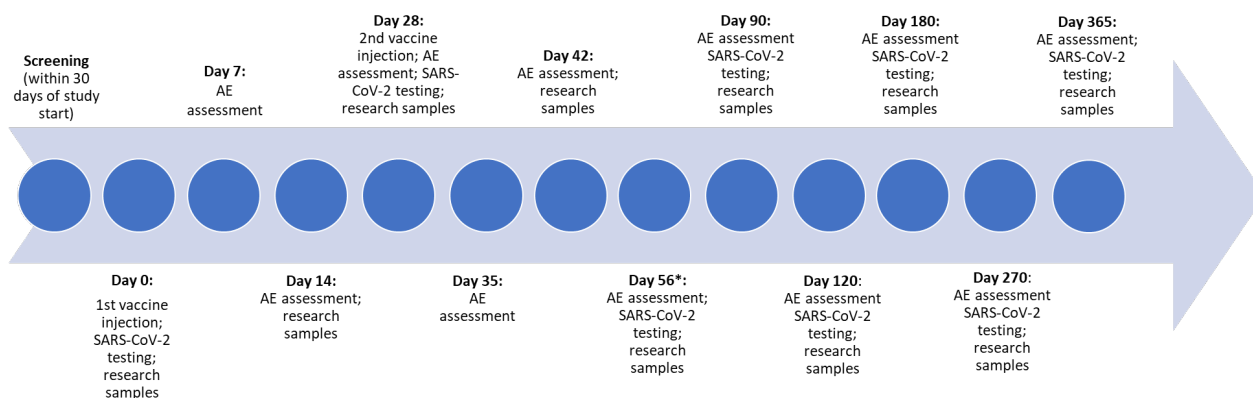 Screening
(within 30
days of study
start)
Day 0:
1st vaccine
injection;
SARS-CoV-2
testing;
research
samples
Day 7:
AE
assessment
Day 14:
AE assessment;
research
samples
Day 28:
2nd vaccine
injection; AE
assessment; SARS-
CoV-2 testing;
research samples
Day 35:
AE
assessment
Day 42:
AE assessment;
research
samples
Day 56*:
AE assessment;
SARS-CoV-2
testing;
research
samples
Day 90:
AE assessment
SARS-CoV-2
testing;
research
samples
Day 120:
AE assessment
SARS-CoV-2
testing;
research
samples
Day 180:
AE assessment
SARS-CoV-2
testing;
research
samples
Day 270:
AE assessment
SARS-CoV-2
testing;
research
samples
Day 365:
AE assessment;
SARS-CoV-2
testing;
research
samples